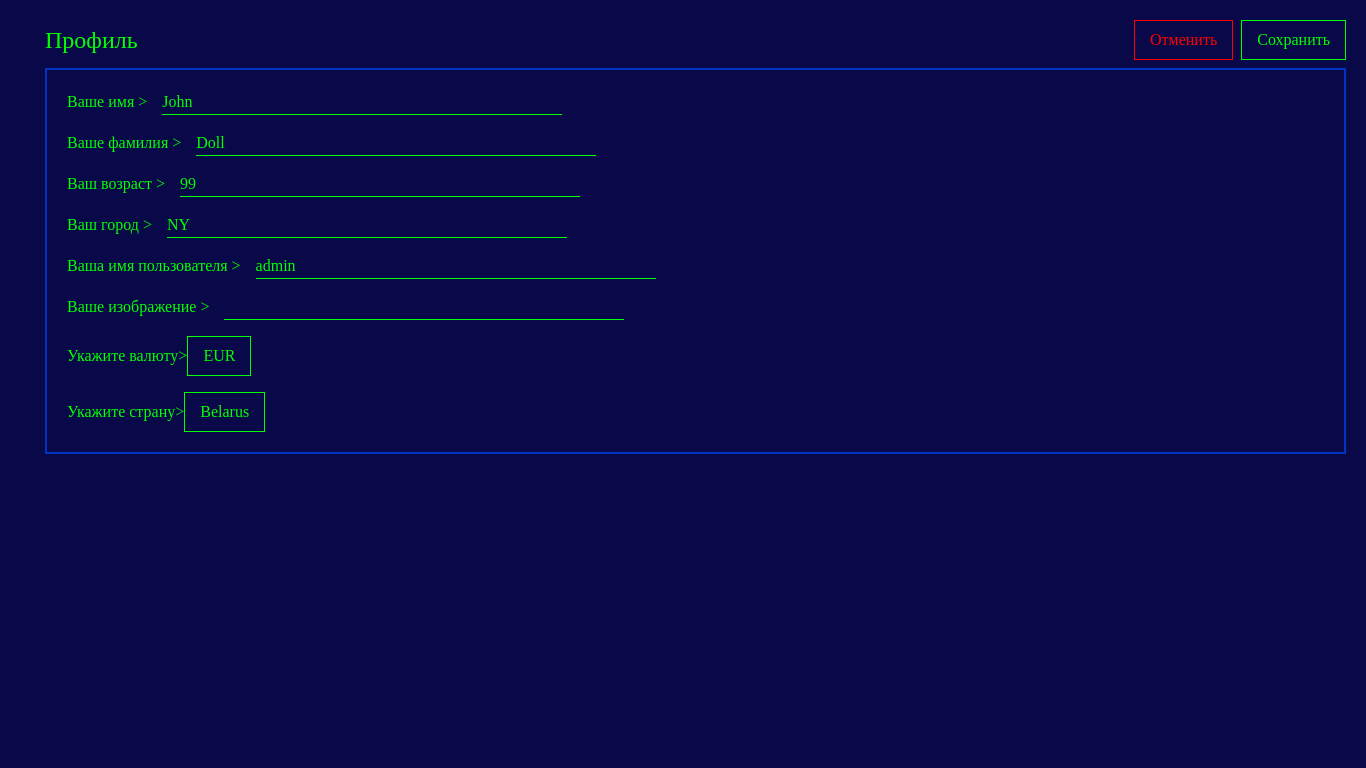 Профиль
Отменить Сохранить
Ваше имя > John
Ваше фамилия > Doll
Ваш возраст > 99
Ваш город > NY
Ваша имя пользователя > admin
Ваше изображение >
Укажите валюту> EUR
Укажите страну> Belarus